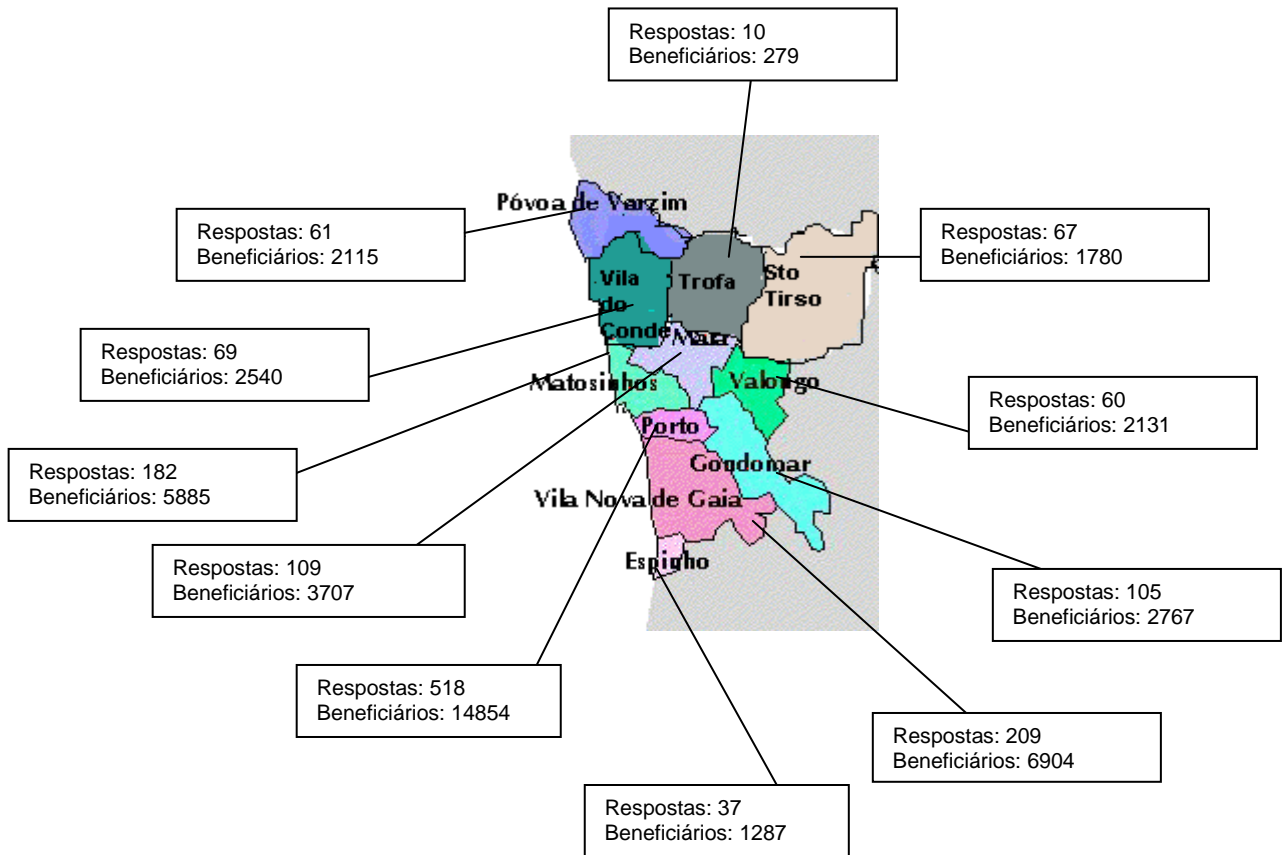 Respostas: 10
Beneficiários: 279
Póvoa de Varzim
Respostas: 61
Beneficiários: 2115
Respostas: 67
Beneficiários: 1780
Vila
do
Conde
Trofa
Sto
Tirso
Respostas: 69
Beneficiários: 2540
Maia
Matosinhos
Valongo
Respostas: 60
Beneficiários: 2131
Porto
Gondomar
Respostas: 182
Beneficiários: 5885
Vila Nova de Gaia
Respostas: 109
Beneficiários: 3707
Espinho
Respostas: 105
Beneficiários: 2767
Respostas: 518
Beneficiários: 14854
Respostas: 209
Beneficiários: 6904
Respostas: 37
Beneficiários: 1287